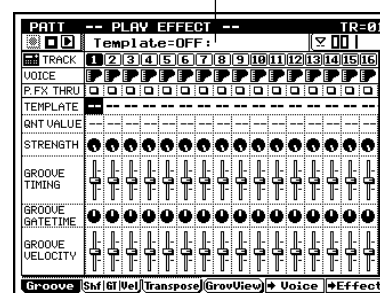 PATT -- PLAY EFFECT -- TR=0
Template=OFF:
TRACK 1 2 3 4 5 6 7 8 9 10 11 12 13 14 15 16
VOICE
P.FX THRU
TEMPLATE -- -- -- -- -- -- -- -- -- -- -- -- -- -- -- --
QNT VALUE -- -- -- -- -- -- -- -- -- -- -- -- -- -- -- --
STRENGTH
GROOVE
TIMING
GROOVE
GATETIME
GROOVE
VELOCITY
Groove Shf GT Vel Transpose GrovView → Voice →Effect